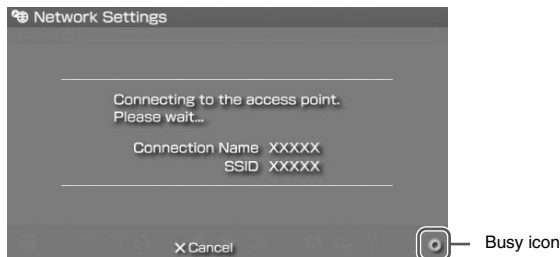 Network Settings
Connecting to the access point.
Please wait...
Connection Name XXXXX
SSID XXXXX
Cancel
Busy icon